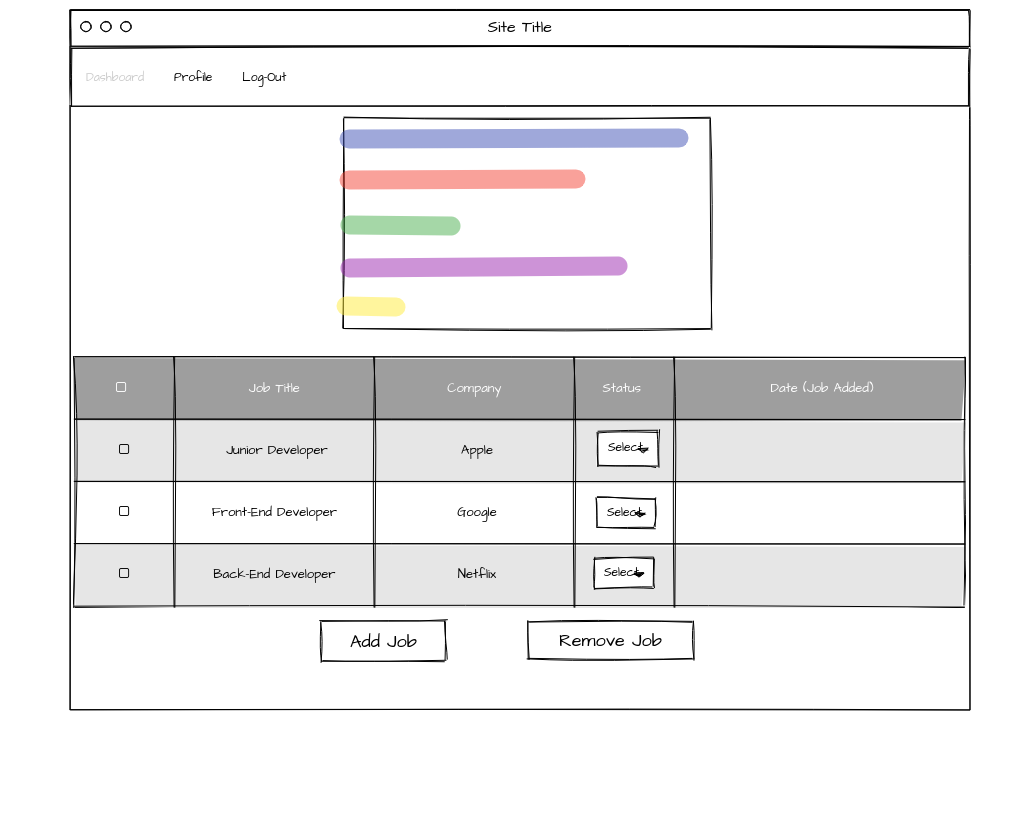 Site Title
Dashboard Profile Log-Out
Job Title Company Status Date (Job Added)
Junior Developer Apple Select
Front-End Developer Google Select
Back-End Developer Netflix Select
Add Job Remove Job